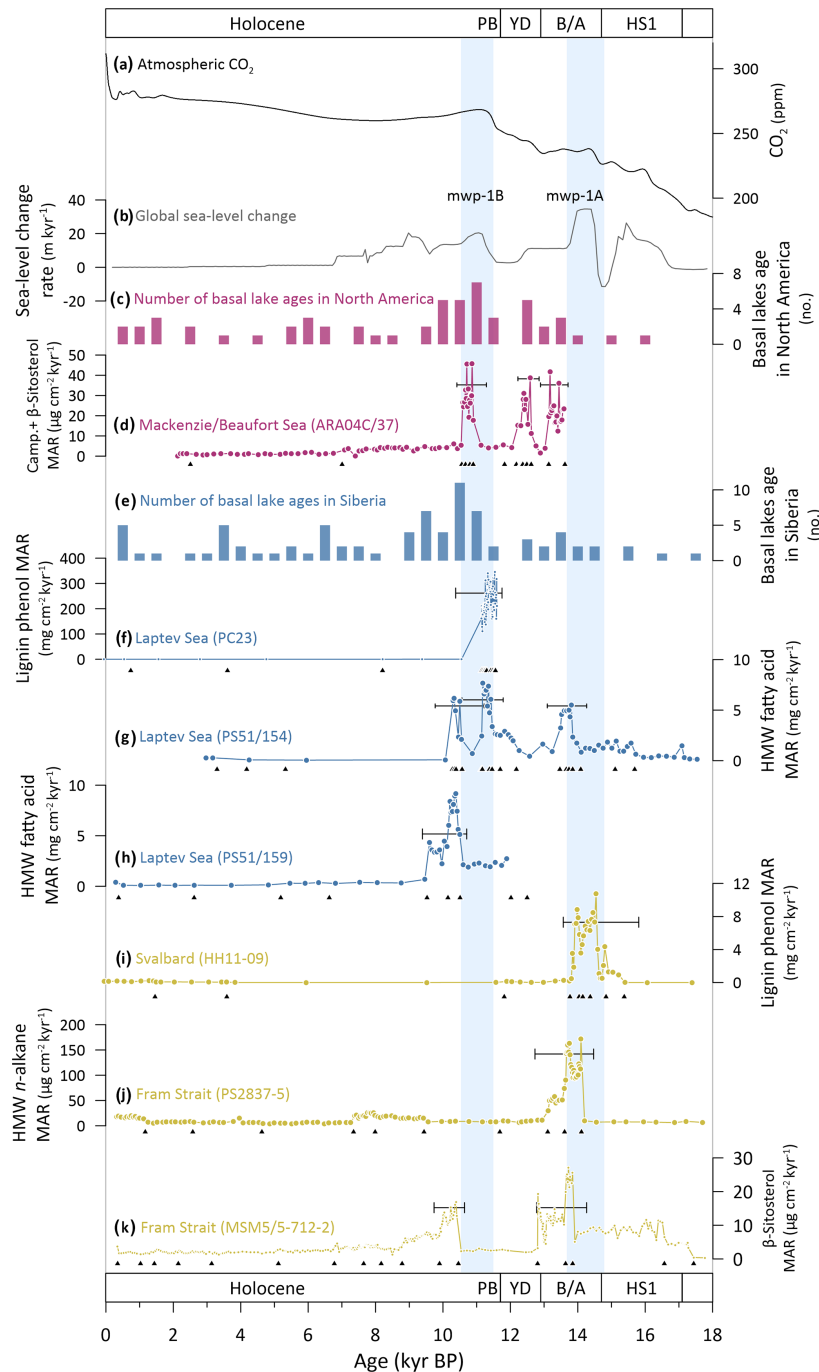 Holocene PB YD B/A HS1
(a) Atmospheric CO2
300
250
200
CO2 (ppm)
mwp-1B mwp-1A
40
20
0
-20
Sea-level change
rate (m kyr-1)
(b) Global sea-level change
8
4
0
Basal lakes age
in North America
(no.)
(c) Number of basal lake ages in North America
50
40
30
20
10
0
Camp.+ β-Sitosterol
MAR (µg cm-2 kyr-1)
(d) Mackenzie/Beaufort Sea (ARA04C/37)
(e) Number of basal lake ages in Siberia
10
5
0
Basal lakes age
in Siberia
(no.)
400
300
200
100
0
Lignin phenol MAR
(mg cm-2 kyr-1)
(f) Laptev Sea (PC23)
10
5
0
HMW fatty acid
MAR (mg cm-2 kyr-1)
(g) Laptev Sea (PS51/154)
10
5
0
HMW fatty acid
MAR (mg cm-2 kyr-1)
(h) Laptev Sea (PS51/159)
12
8
4
0
Lignin phenol MAR
(mg cm-2 kyr-1)
(i) Svalbard (HH11-09)
200
150
100
50
0
HMW n-alkane
MAR (µg cm-2 kyr-1)
(j) Fram Strait (PS2837-5)
30
20
10
0
β-Sitosterol
MAR (µg cm-2 kyr-1)
(k) Fram Strait (MSM5/5-712-2)
Holocene PB YD B/A HS1
0 2 4 6 8 10 12 14 16 18
Age (kyr BP)